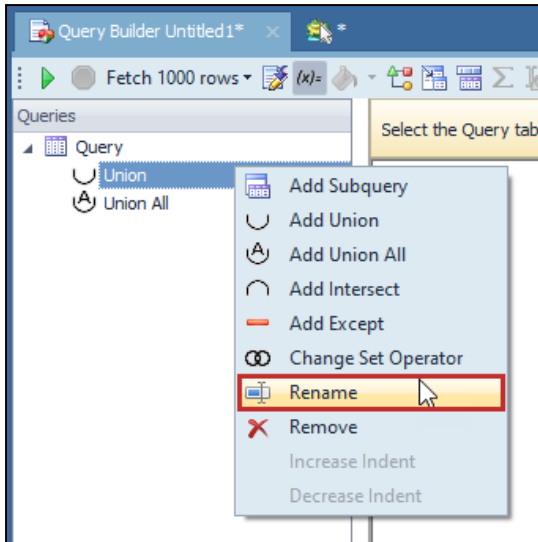 Query Builder Untitled1* × *
Fetch 1000 rows (x)= Σ
Queries
Select the Query tab
Query
Union
Union All
Add Subquery
Add Union
Add Union All
Add Intersect
Add Except
Change Set Operator
Rename
Remove
Increase Indent
Decrease Indent